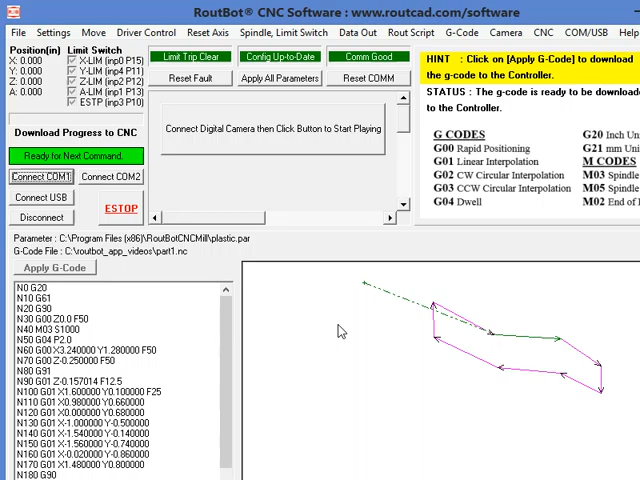 RoutBot® CNC Software : www.routcad.com/software
File Settings Move Driver Control Reset Axis Spindle, Limit Switch Data Out Rout Script G-Code Camera CNC COM/USB Help
Position(in)
X: 0.000
Y: 0.000
Z: 0.000
A: 0.000
Limit Switch
X-LIM (inp0 P15)
Y-LIM (inp4 P11)
Z-LIM (inp2 P12)
A-LIM (inp1 P13)
ESTP (inp3 P10)
Limit Trip Clear Config Up-to-Date Comm Good
Reset Fault Apply All Parameters Reset COMM
Connect Digital Camera then Click Button to Start Playing
Download Progress to CNC
Ready for Next Command.
Connect COM1 Connect COM2
Connect USB
ESTOP
Disconnect
HINT : Click on [Apply G-Code] to download
the g-code to the Controller.
STATUS : The g-code is ready to be downloaded
to the Controller.
G CODES
G00 Rapid Positioning
G01 Linear Interpolation
G02 CW Circular Interpolation
G03 CCW Circular Interpolation
G04 Dwell
G20 Inch Un
G21 mm Uni
M CODES
M03 Spindle
M05 Spindle
M02 End of
Parameter : C:\Program Files (x86)\RoutBotCNCMill\plastic.par
G-Code File : C:\routbot_app_videos\part1.nc
Apply G-Code
N0 G20
N10 G61
N20 G90
N30 G00 Z0.0 F50
N40 M03 S1000
N50 G04 P2.0
N60 G00 X3.240000 Y1.280000 F50
N70 G00 Z-0.250000 F50
N80 G91
N90 G01 Z-0.157014 F12.5
N100 G01 X1.600000 Y0.100000 F25
N110 G01 X0.980000 Y0.660000
N120 G01 X0.000000 Y0.680000
N130 G01 X-1.000000 Y-0.500000
N140 G01 X-1.540000 Y-0.140000
N150 G01 X-1.560000 Y-0.740000
N160 G01 X-0.020000 Y-0.860000
N170 G01 X1.480000 Y0.800000
N180 G90